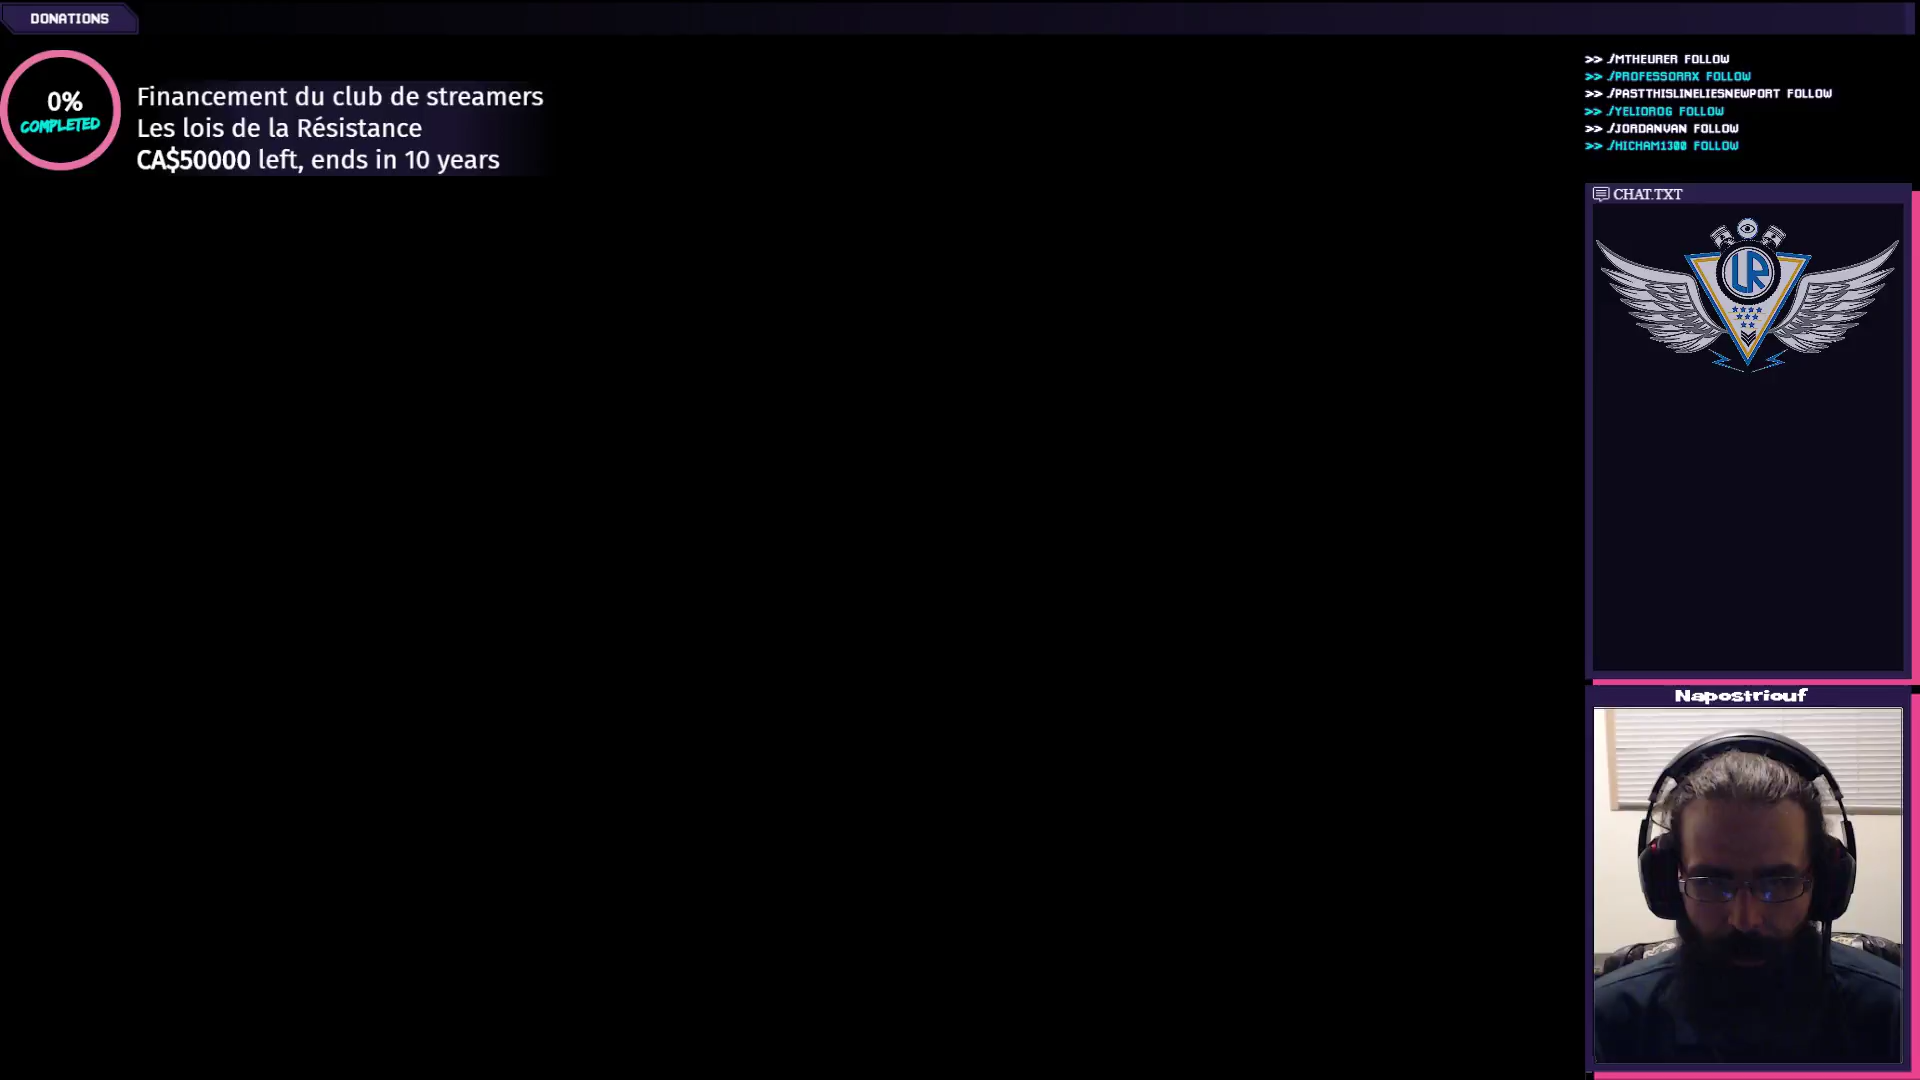 DONATIONS
0%
COMPLETED
Financement du club de streamers
Les lois de la Résistance
CA$50000 left, ends in 10 years
>> ./MTHEURER FOLLOW
>> ./PROFESSORRX FOLLOW
>> ./PASTTHISLINELIESNEWPORT FOLLOW
>> ./YELIOROG FOLLOW
>> ./JORDANVAN FOLLOW
>> ./HICHAM1300 FOLLOW
CHAT.TXT
LR
Napostriouf